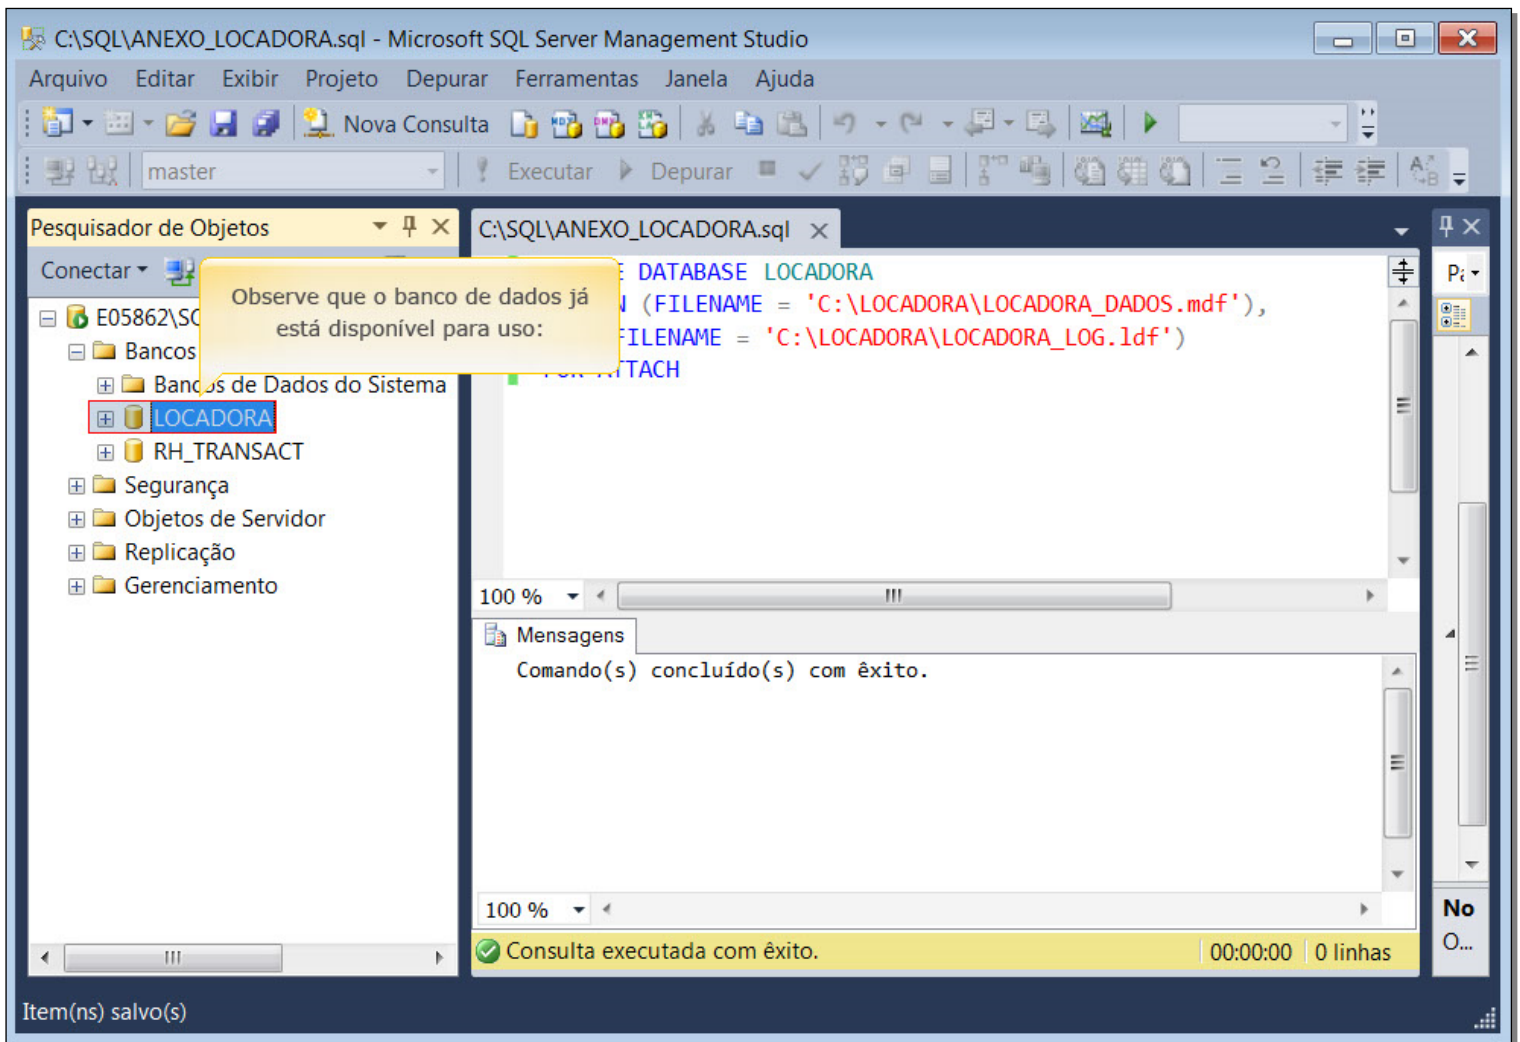 C:\SQL\ANEXO_LOCADORA.sql - Microsoft SQL Server Management Studio
Arquivo Editar Exibir Projeto Depurar Ferramentas Janela Ajuda
Nova Consulta
master Executar Depurar
Pesquisador de Objetos
Conectar
E05862\
Bancos
Bancos de Dados do Sistema
LOCADORA
RH_TRANSACT
Segurança
Objetos de Servidor
Replicação
Gerenciamento
Observe que o banco de dados já
está disponível para uso:
C:\SQL\ANEXO_LOCADORA.sql
E DATABASE LOCADORA
(FILENAME = 'C:\LOCADORA\LOCADORA_DADOS.mdf'),
FILENAME = 'C:\LOCADORA\LOCADORA_LOG.ldf')
ATTACH
100 %
Mensagens
Comando(s) concluído(s) com êxito.
100 %
Consulta executada com êxito. 00:00:00 0 linhas
No
O...
Item(ns) salvo(s)